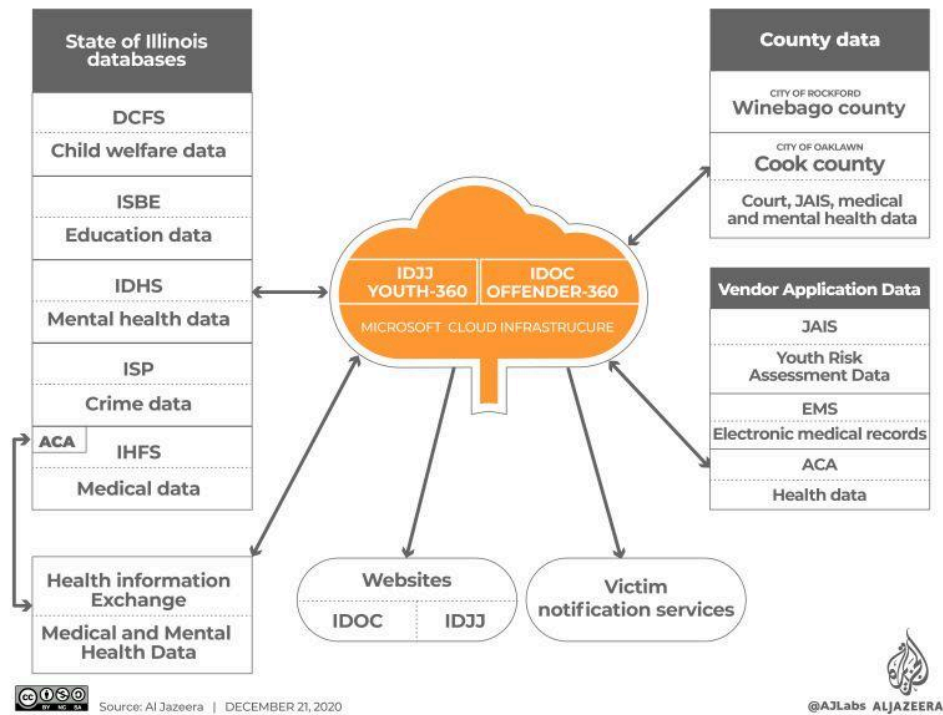 State of Illinois
databases
DCFS
Child welfare data
ISBE
Education data
IDHS
Mental health data
ISP
Crime data
ACA
IHFS
Medical data
Health information
Exchange
Medical and Mental
Health Data
IDJJ
YOUTH-360
IDOC
OFFENDER-360
MICROSOFT CLOUD INFRASTRUCURE
Websites
IDOC
IDJJ
Victim
notification services
County data
CITY OF ROCKFORD
Winebago county
CITY OF OAKLAWN
Cook county
Court, JAIS, medical
and mental health data
Vendor Application Data
JAIS
Youth Risk
Assessment Data
EMS
Electronic medical records
ACA
Health data
CC BY NC SA
Source: Al Jazeera | DECEMBER 21, 2020
@AJLabs ALJAZEERA